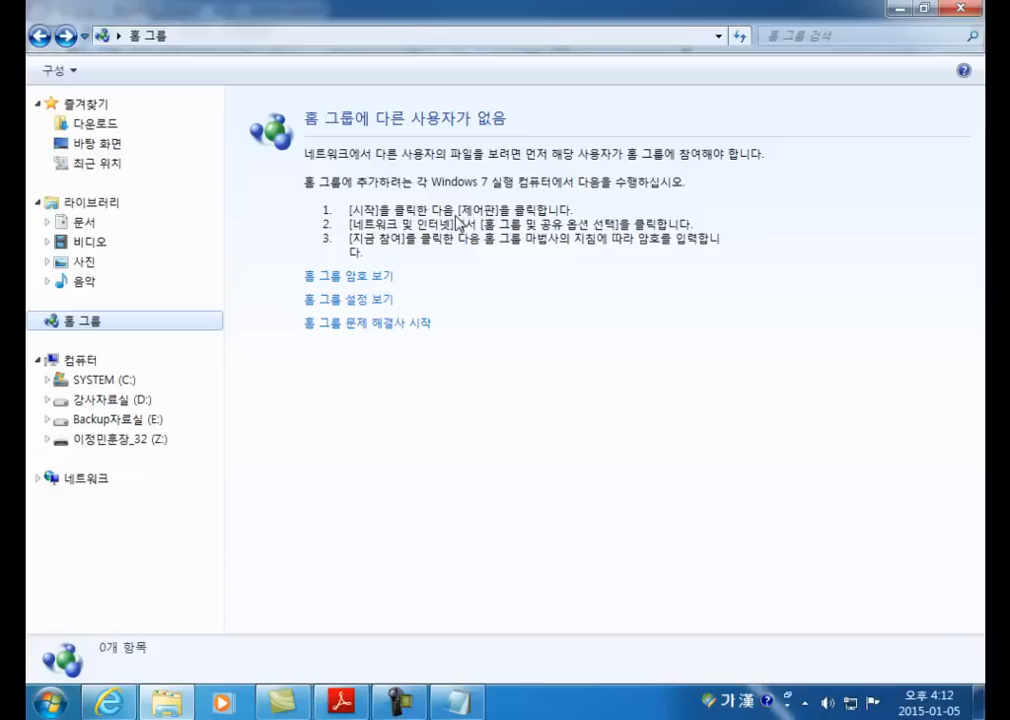 홈 그룹
홈 그룹 검색
구성
즐겨찾기
다운로드
바탕 화면
최근 위치
라이브러리
문서
비디오
사진
음악
홈 그룹
컴퓨터
SYSTEM (C:)
강사자료실 (D:)
Backup자료실 (E:)
이정민훈장_32 (Z:)
네트워크
홈 그룹에 다른 사용자가 없음
네트워크에서 다른 사용자의 파일을 보려면 먼저 해당 사용자가 홈 그룹에 참여해야 합니다.
홈 그룹에 추가하려는 각 Windows 7 실행 컴퓨터에서 다음을 수행하십시오.
1. [시작]을 클릭한 다음 [제어판]을 클릭합니다.
2. [네트워크 및 인터넷]에서 [홈 그룹 및 공유 옵션 선택]을 클릭합니다.
3. [지금 참여]를 클릭한 다음 홈 그룹 마법사의 지침에 따라 암호를 입력합니
다.
홈 그룹 암호 보기
홈 그룹 설정 보기
홈 그룹 문제 해결사 시작
0개 항목
가 漢
오후 4:12
2015-01-05